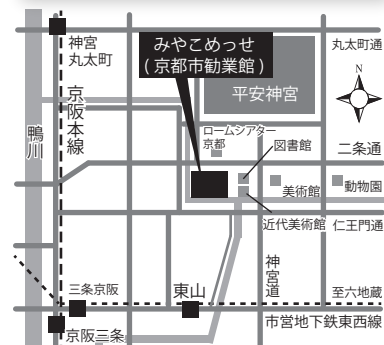 神宮
丸太町
みやこめっせ
(京都市勧業館)
丸太町通
N
平安神宮
京阪本線
鴨川
ロームシアター
京都
図書館
二条通
美術館
動物園
近代美術館
仁王門通
神宮道
三条京阪
東山
至六地蔵
市営地下鉄東西線
京阪三条